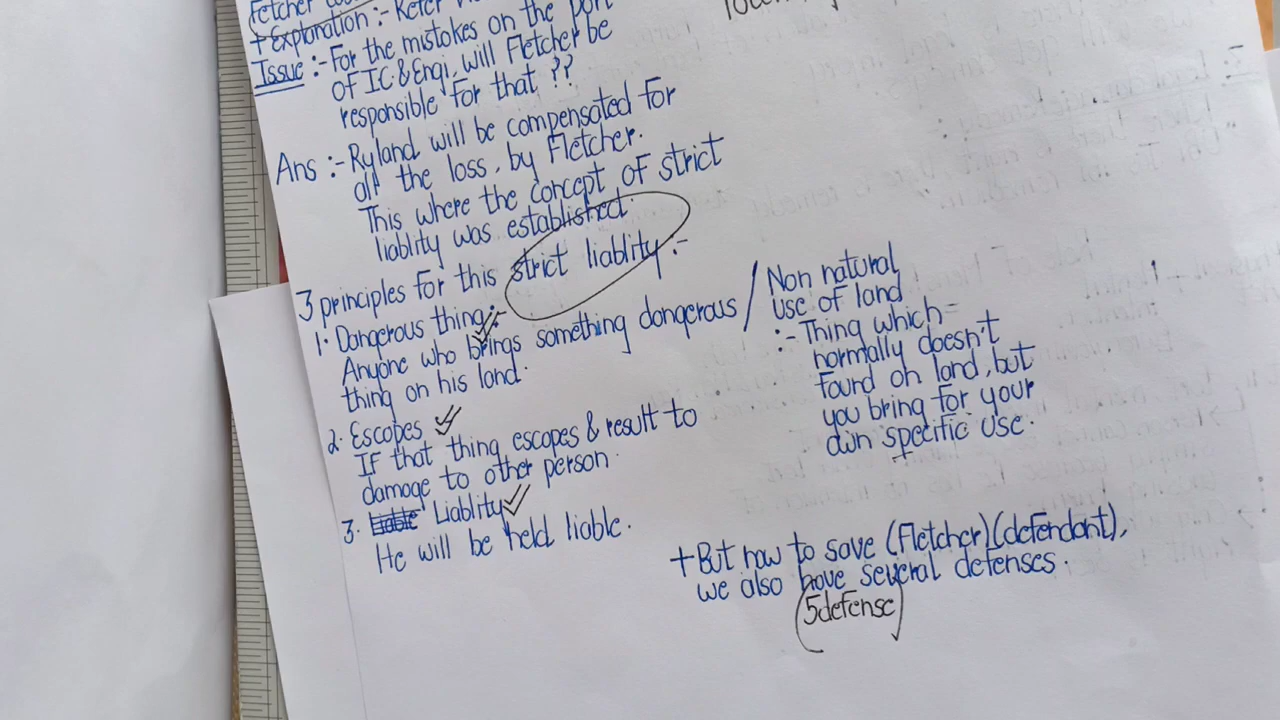 Fetcher
+ Explanation :- Refer
Issue :- For the mistakes on the part
of IC & Engi, will Fletcher be
responsible for that ??
Ans :- Ryland will be compensated for
all the loss, by Fletcher.
This where the concept of strict
liablity was established.
3 principles for this strict liablity :-
1. Dangerous thing :-
Anyone who brings something dangerous /
thing on his land.
Non natural
use of land
:- Thing which =
normally doesn't
found on land, but
you bring for your
own specific use.
2. Escapes
If that thing escapes & result to
damage to other person.
3. Liablity
He will be held liable.
+ But how to save (Fletcher) (defendant),
we also have several defenses.
(5defense)